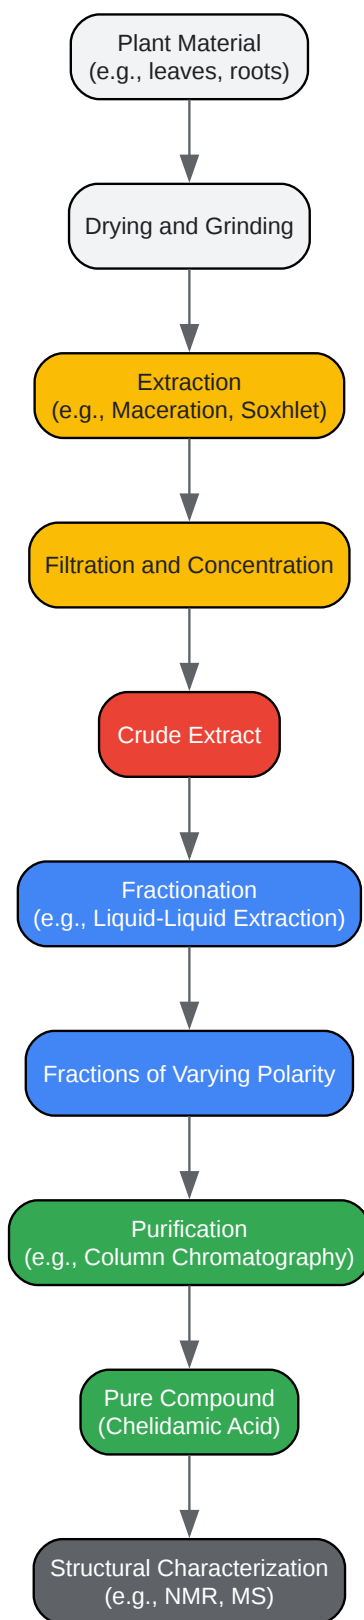 Plant Material
(e.g., leaves, roots)
Drying and Grinding
Extraction
(e.g., Maceration, Soxhlet)
Filtration and Concentration
Crude Extract
Fractionation
(e.g., Liquid-Liquid Extraction)
Fractions of Varying Polarity
Purification
(e.g., Column Chromatography)
Pure Compound
(Chelidamic Acid)
Structural Characterization
(e.g., NMR, MS)